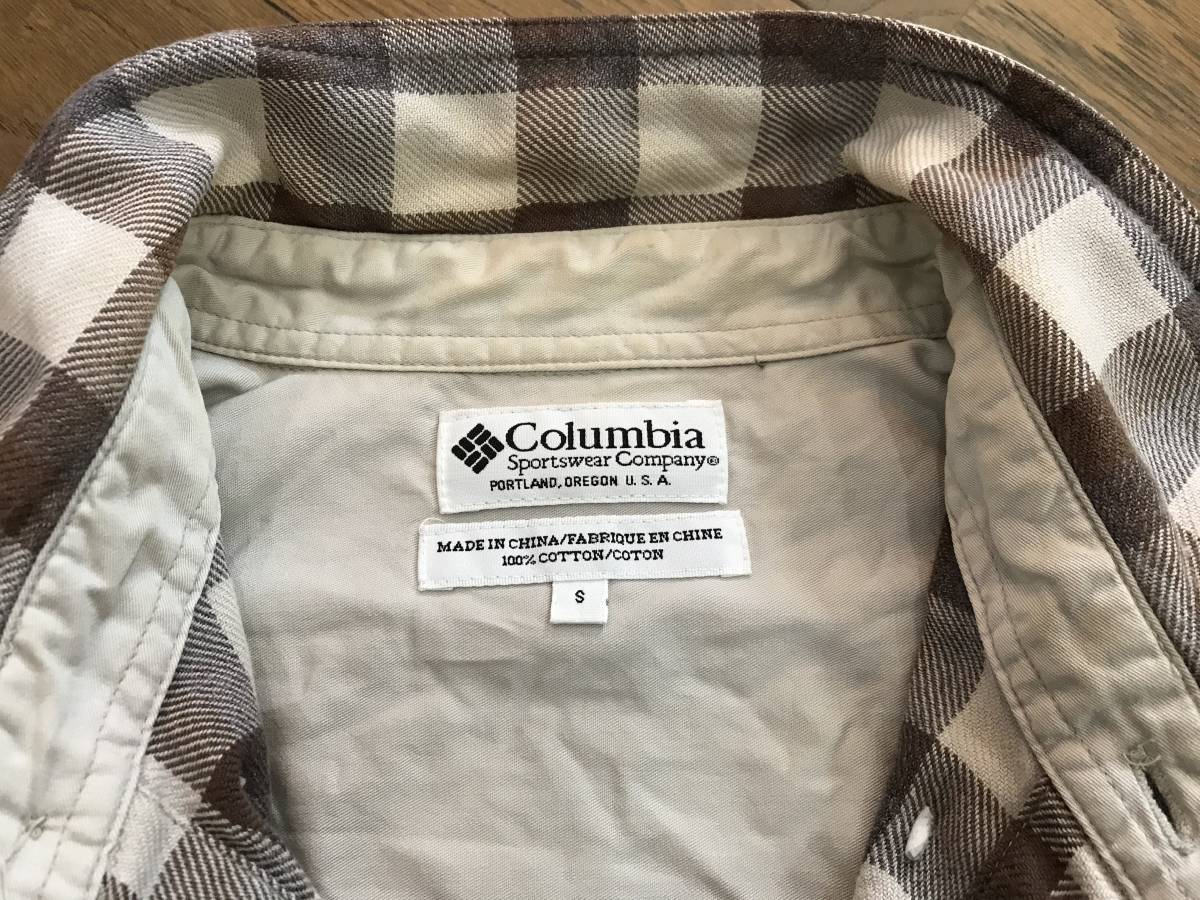 Columbia
Sportswear Company®
PORTLAND, OREGON U. S. A.
MADE IN CHINA/FABRIQUE EN CHINE
100% COTTON/COTON
S